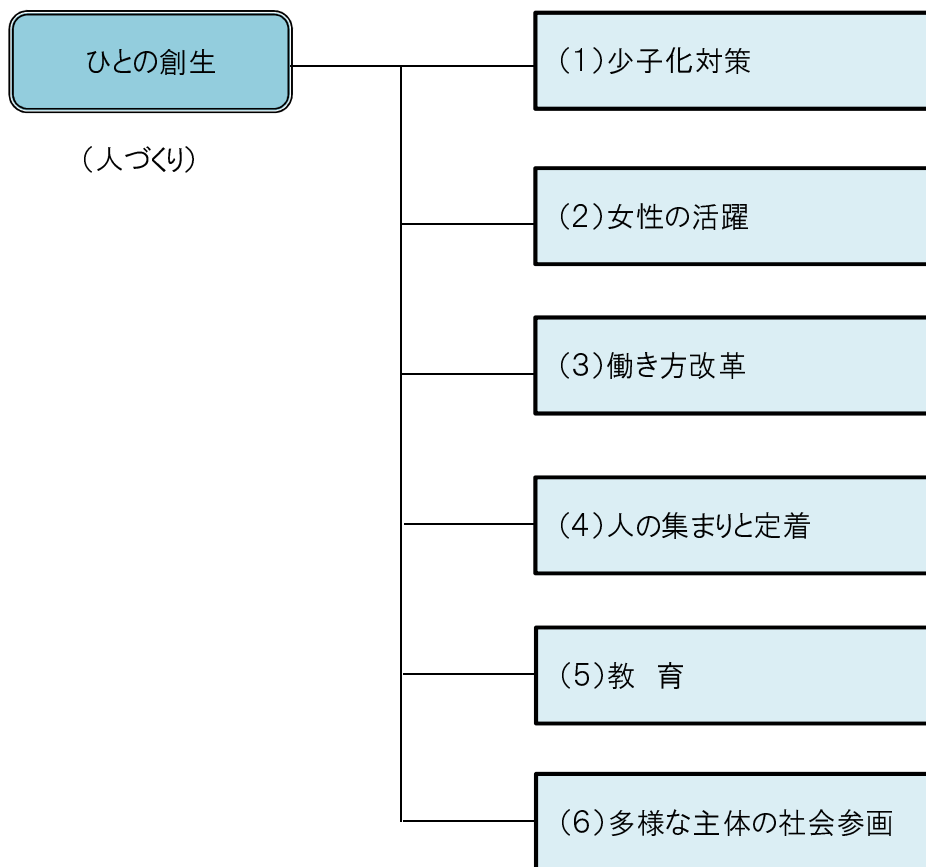 ひとの創生
（人づくり）
（1）少子化対策
（2）女性の活躍
（3）働き方改革
（4）人の集まりと定着
（5）教　育
（6）多様な主体の社会参画